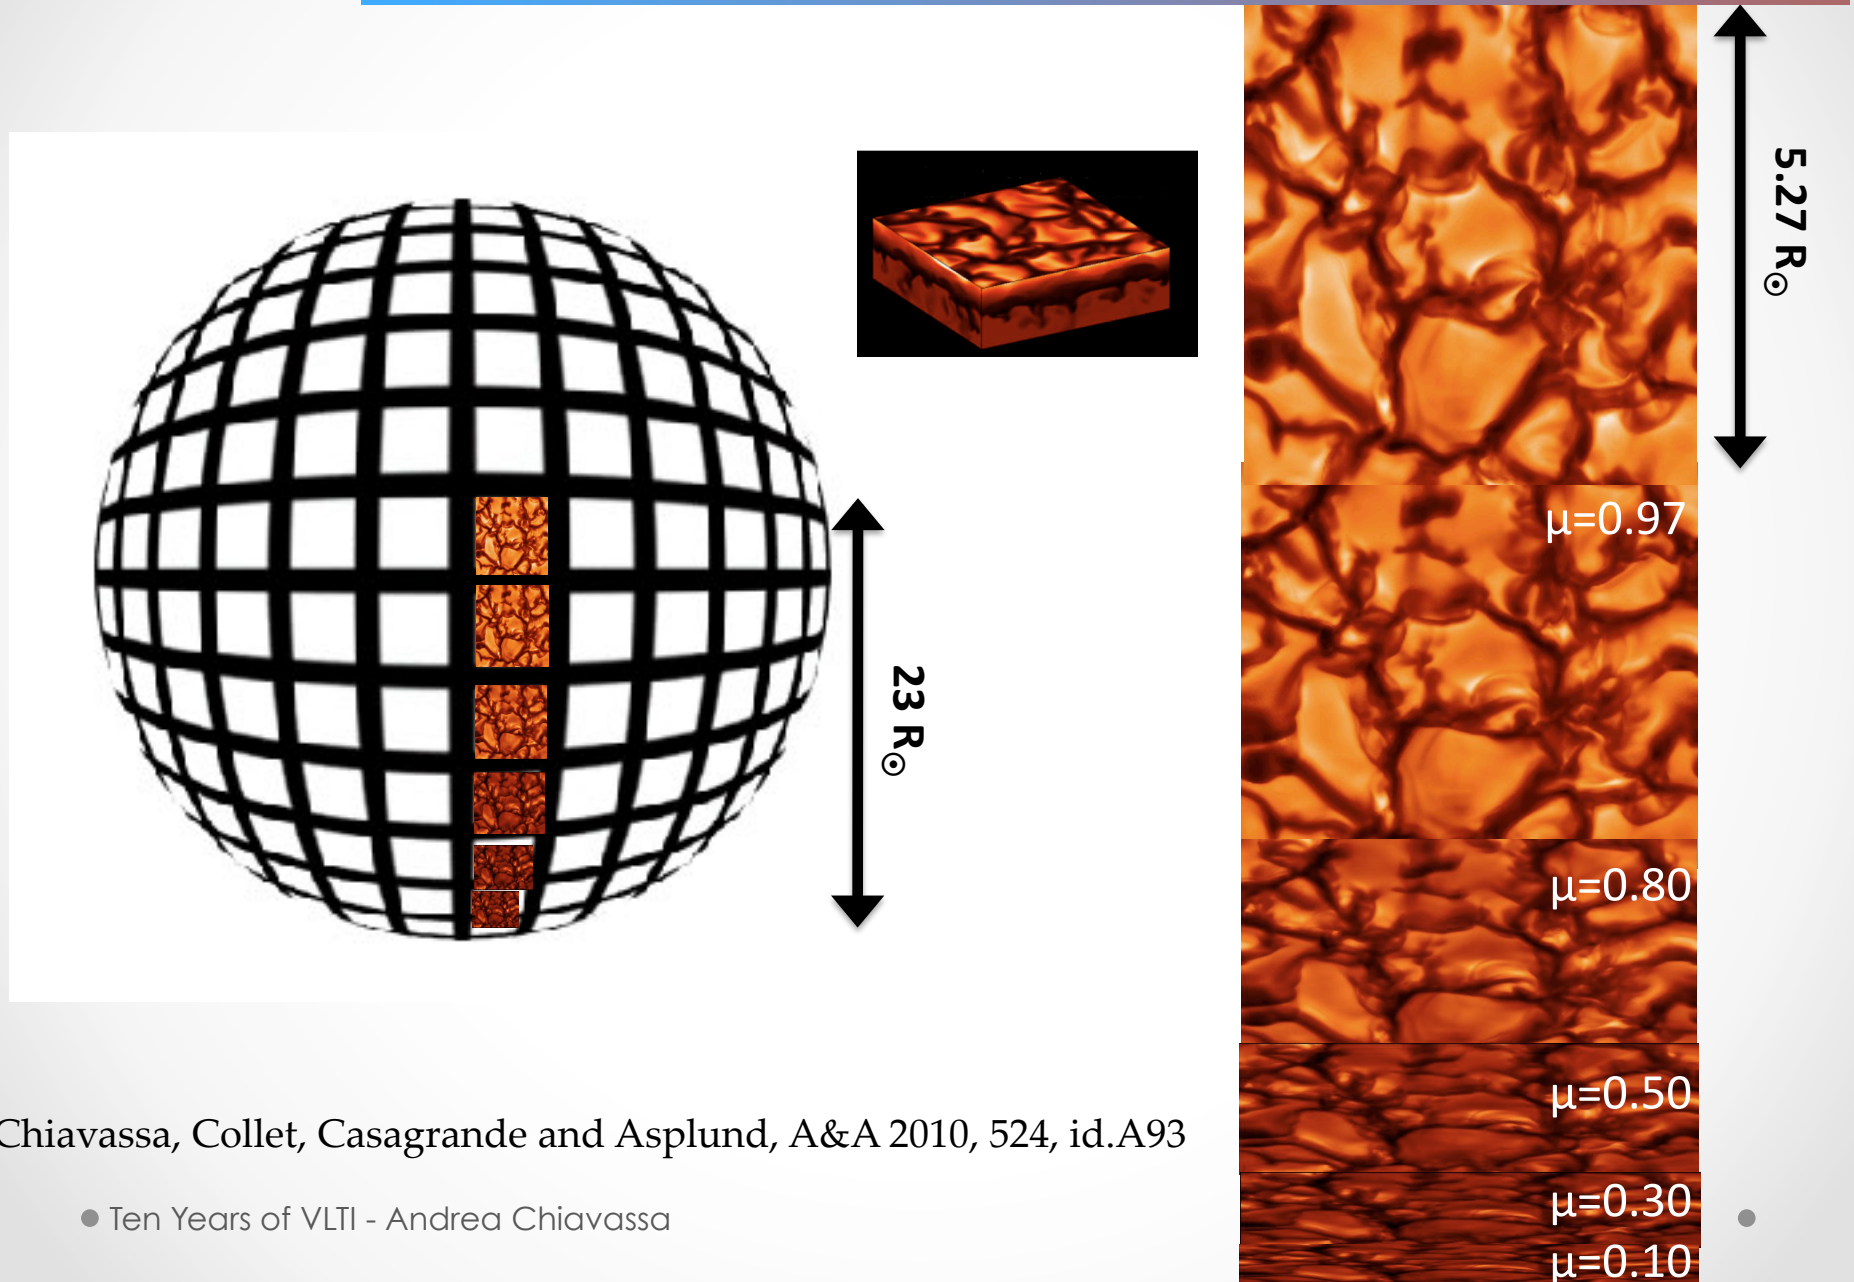 5.27 R☉
μ=0.97
23 R☉
μ=0.80
μ=0.50
Chiavassa, Collet, Casagrande and Asplund, A&A 2010, 524, id.A93
μ=0.30
Ten Years of VLTI - Andrea Chiavassa
μ=0.10